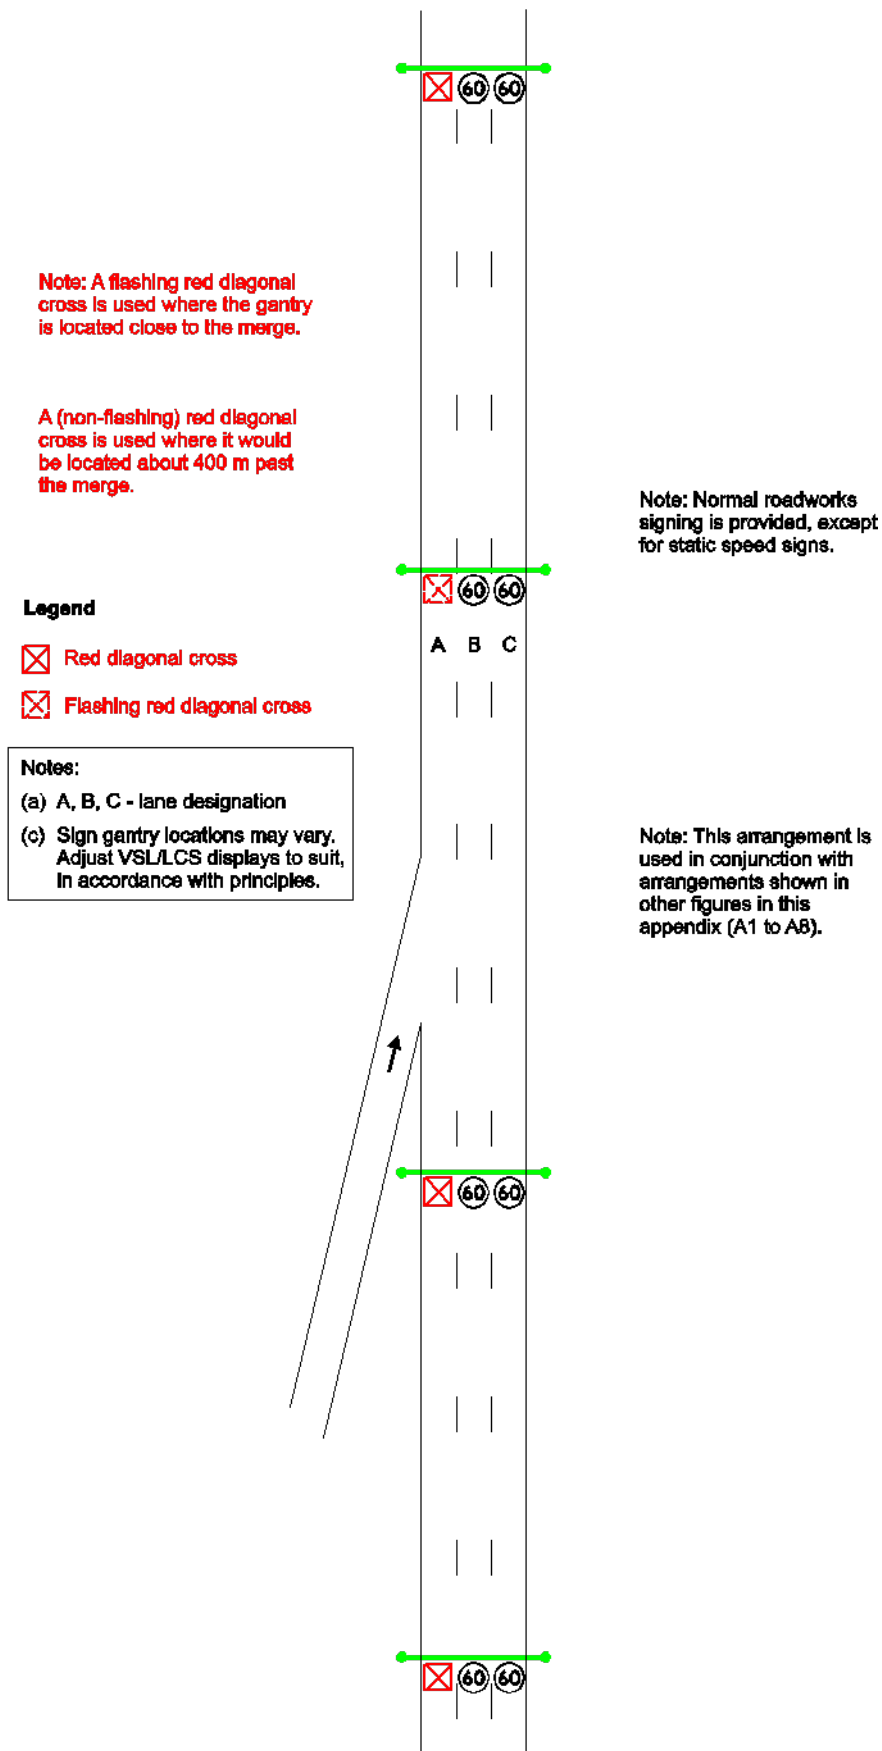 60 60
Note: A flashing red diagonal
cross is used where the gantry
is located close to the merge.
A (non-flashing) red diagonal
cross is used where it would
be located about 400 m past
the merge.
Note: Normal roadworks
signing is provided, except
for static speed signs.
60 60
A B C
Legend
Red diagonal cross
Flashing red diagonal cross
Notes:
(a) A, B, C - lane designation
(c) Sign gantry locations may vary.
Adjust VSL/LCS displays to suit,
in accordance with principles.
Note: This arrangement is
used in conjunction with
arrangements shown in
other figures in this
appendix (A1 to A8).
60 60
60 60